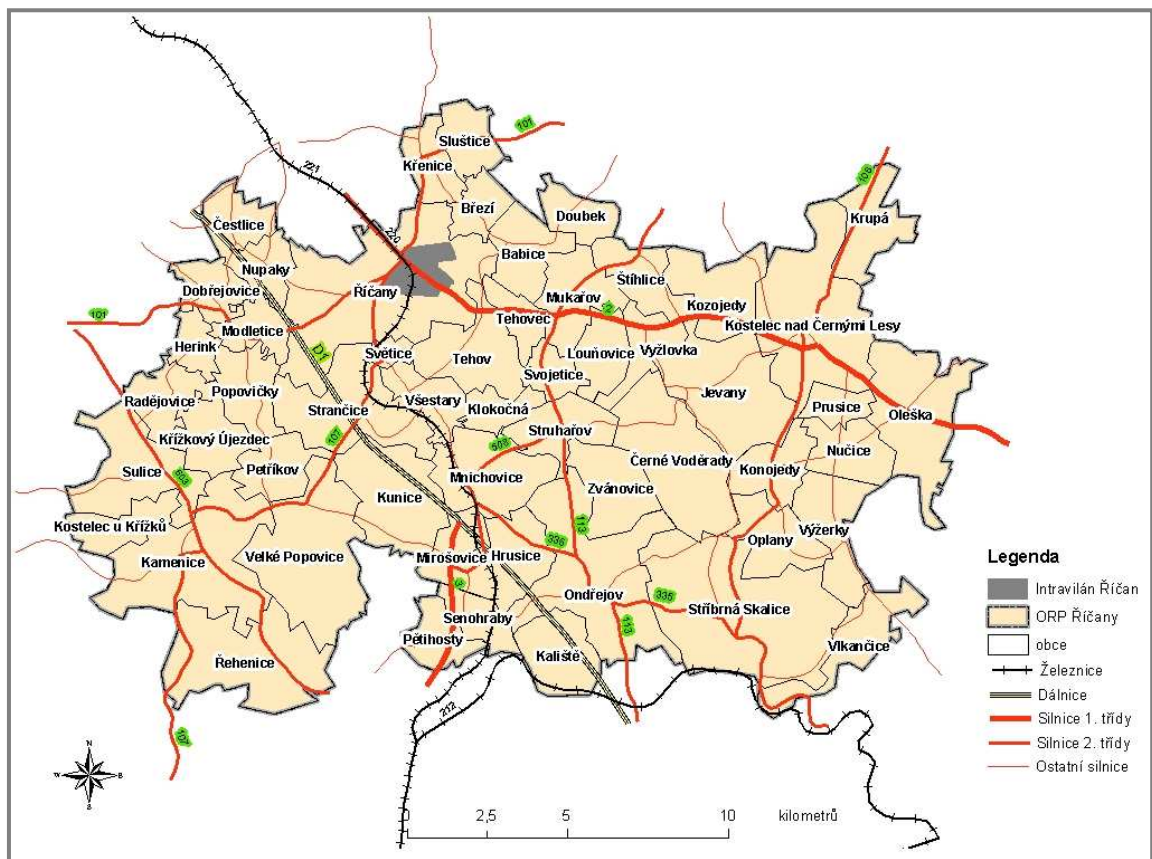 101
Sluštice
Křenice
221
108
Březí
Doubek
Krupá
Čestlice
220
Babice
Nupaky
Štíhlice
Říčany
Dobřejovice
Mukařov
Kozojedy
2
101
Tehovec
Modletice
Kostelec nad Černými Lesy
Herink
D1
Světice
Tehov
Louňovice
Vyžlovka
Svojetice
Popovičky
Jevany
Radějovice
Všestary
Strančice
Klokočná
Prusice
Oleška
Struhařov
107
Křížkový Újezdec
508
Nučice
Černé Voděrady
Sulice
Petříkov
Mnichovice
Konojedy
603
Kunice
Zvánovice
Kostelec u Křížků
113
Výžerky
336
Oplany
Velké Popovice
Mirošovice
Hrusice
Kamenice
3
Ondřejov
335
Stříbrná Skalice
Senohraby
113
Pětihosty
Vlkančice
Kaliště
Řehenice
212
107
Legenda
Intravilán Říčan
ORP Říčany
obce
Železnice
Dálnice
Silnice 1. třídy
Silnice 2. třídy
Ostatní silnice
N
W
E
S
0 2,5 5 10 kilometrů